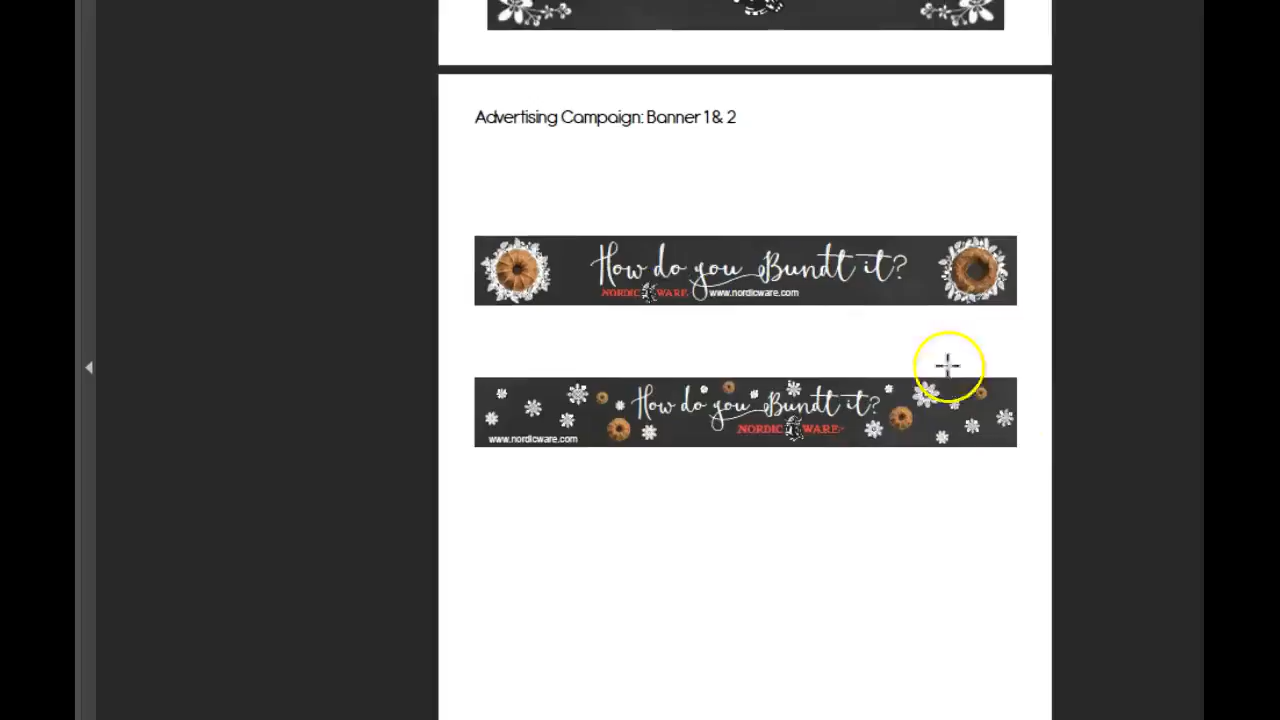 Advertising Campaign: Banner 1 & 2
How do you Bundt it?
NORDIC WARE www.nordicware.com
How do you Bundt it?
NORDIC WARE
www.nordicware.com